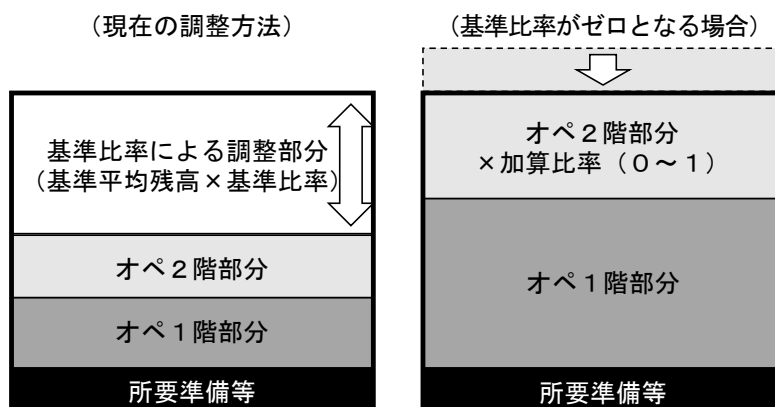 （現在の調整方法）
基準比率による調整部分
（基準平均残高×基準比率）
オペ２階部分
オペ１階部分
所要準備等
（基準比率がゼロとなる場合）
オペ２階部分
×加算比率（０～１）
オペ１階部分
所要準備等